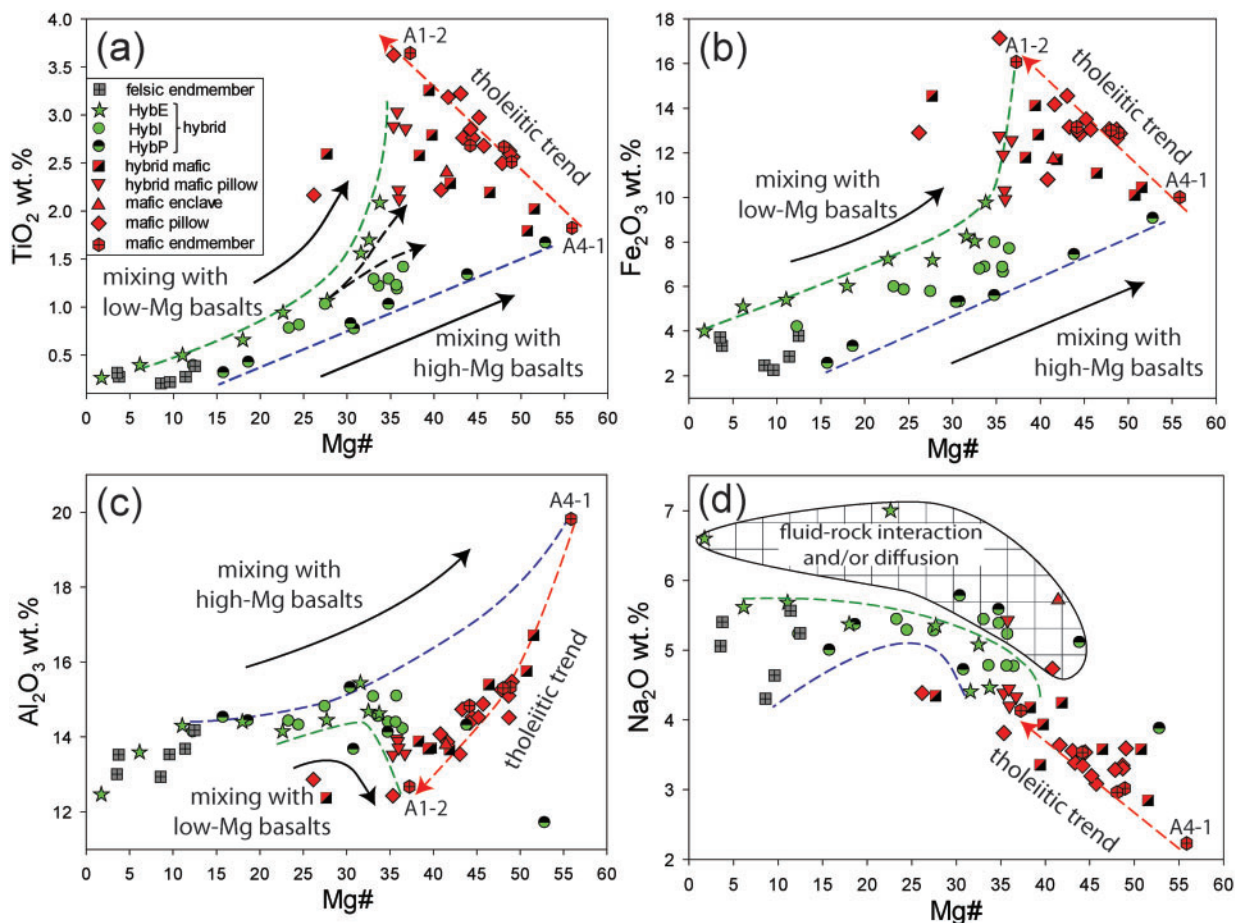 (a)
TiO2 wt.%
4.0
3.5
3.0
2.5
2.0
1.5
1.0
0.5
felsic endmember
HybE
HybI
HybP
hybrid
hybrid mafic
hybrid mafic pillow
mafic enclave
mafic pillow
mafic endmember
A1-2
tholeiitic trend
A4-1
mixing with
low-Mg basalts
mixing with
high-Mg basalts
0 5 10 15 20 25 30 35 40 45 50 55 60
Mg#
(b)
Fe2O3 wt.%
18
16
14
12
10
8
6
4
2
A1-2
tholeiitic trend
A4-1
mixing with
low-Mg basalts
mixing with
high-Mg basalts
0 5 10 15 20 25 30 35 40 45 50 55 60
Mg#
(c)
Al2O3 wt.%
20
18
16
14
12
A4-1
mixing with
high-Mg basalts
tholeiitic trend
A1-2
mixing with
low-Mg basalts
0 5 10 15 20 25 30 35 40 45 50 55 60
Mg#
(d)
Na2O wt.%
7
6
5
4
3
2
fluid-rock interaction
and/or diffusion
tholeiitic trend
A4-1
0 5 10 15 20 25 30 35 40 45 50 55 60
Mg#